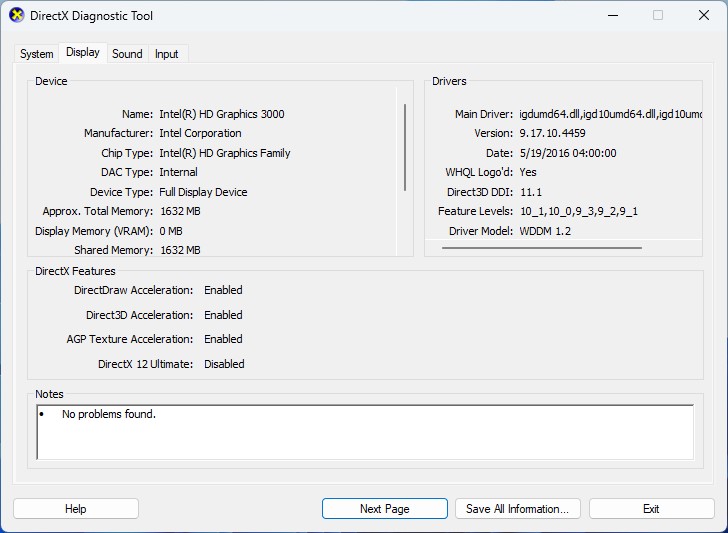 DirectX Diagnostic Tool
System Display Sound Input
Device
Name: Intel(R) HD Graphics 3000
Manufacturer: Intel Corporation
Chip Type: Intel(R) HD Graphics Family
DAC Type: Internal
Device Type: Full Display Device
Approx. Total Memory: 1632 MB
Display Memory (VRAM): 0 MB
Shared Memory: 1632 MB
Drivers
Main Driver: igdumd64.dll,igd10umd64.dll,igd10umd
Version: 9.17.10.4459
Date: 5/19/2016 04:00:00
WHQL Logo'd: Yes
Direct3D DDI: 11.1
Feature Levels: 10_1,10_0,9_3,9_2,9_1
Driver Model: WDDM 1.2
DirectX Features
DirectDraw Acceleration: Enabled
Direct3D Acceleration: Enabled
AGP Texture Acceleration: Enabled
DirectX 12 Ultimate: Disabled
Notes
• No problems found.
Help Next Page Save All Information... Exit